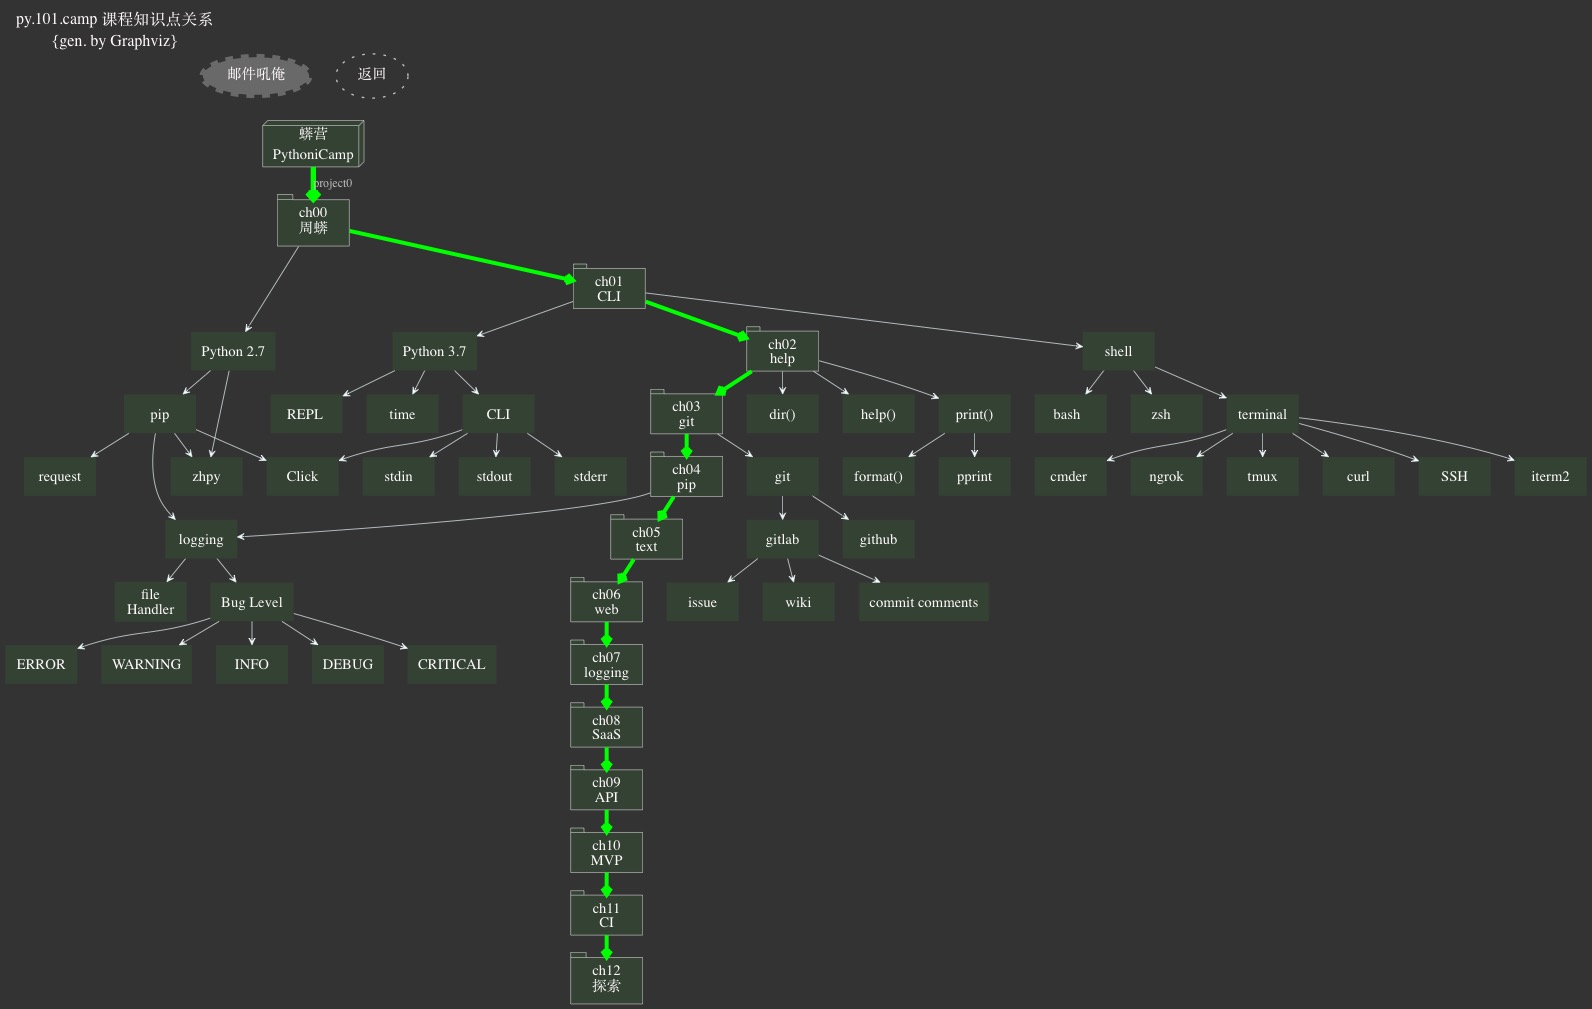 py.101.camp 课程知识点关系
{gen. by Graphviz}
邮件吼俺
返回
蟒营
PythoniCamp
project0
ch00
周蟒
ch01
CLI
Python 2.7
Python 3.7
ch02
help
shell
pip
REPL
time
CLI
ch03
git
dir()
help()
print()
bash
zsh
terminal
request
zhpy
Click
stdin
stdout
stderr
ch04
pip
git
format()
pprint
cmder
ngrok
tmux
curl
SSH
iterm2
logging
ch05
text
gitlab
github
file
Handler
Bug Level
ch06
web
issue
wiki
commit comments
ERROR
WARNING
INFO
DEBUG
CRITICAL
ch07
logging
ch08
SaaS
ch09
API
ch10
MVP
ch11
CI
ch12
探索